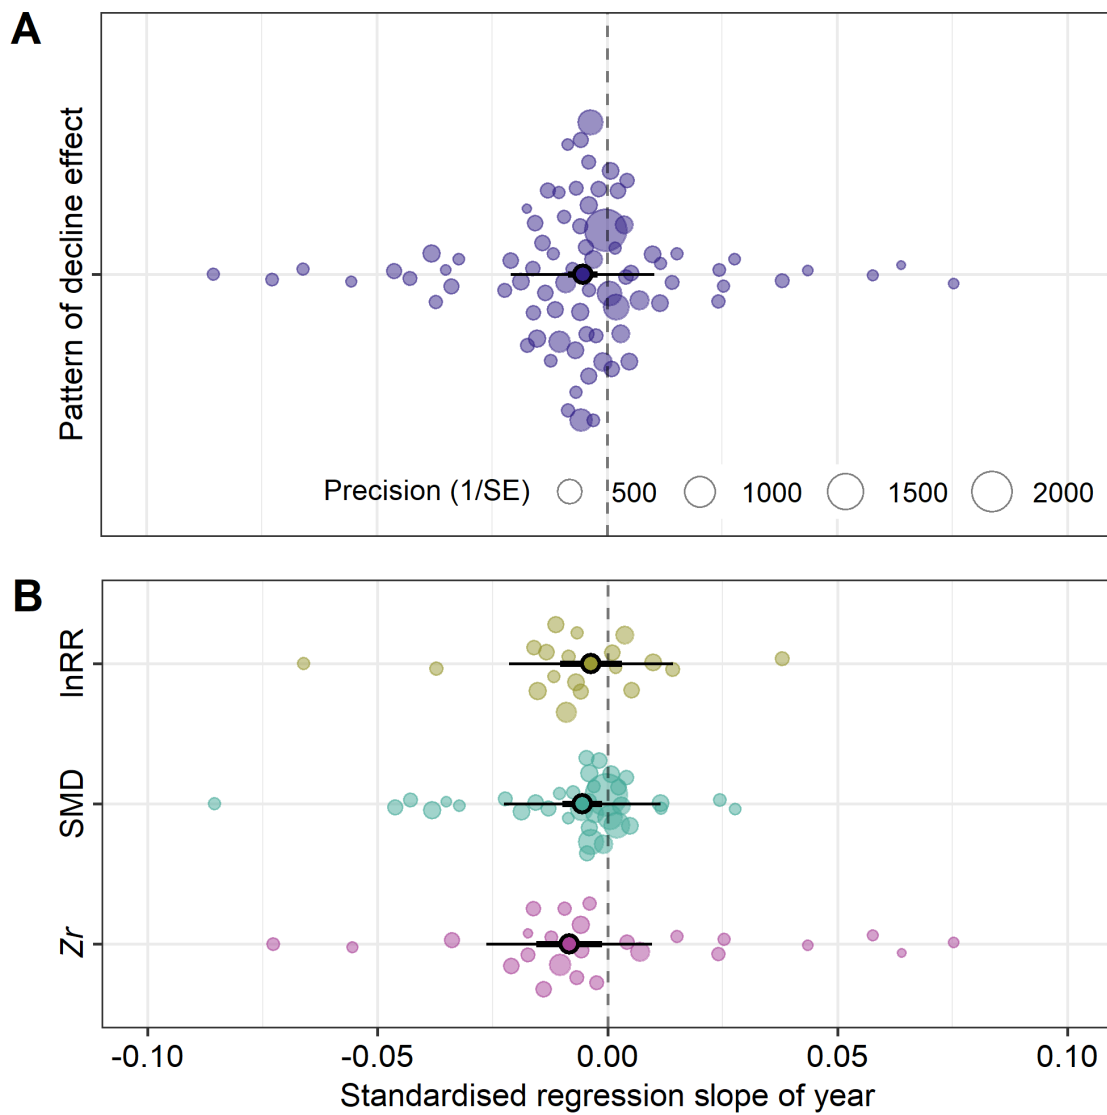 A
Pattern of decline effect
Precision (1/SE) 500 1000 1500 2000
B
lnRR
SMD
Zr
-0.10 -0.05 0.00 0.05 0.10
Standardised regression slope of year